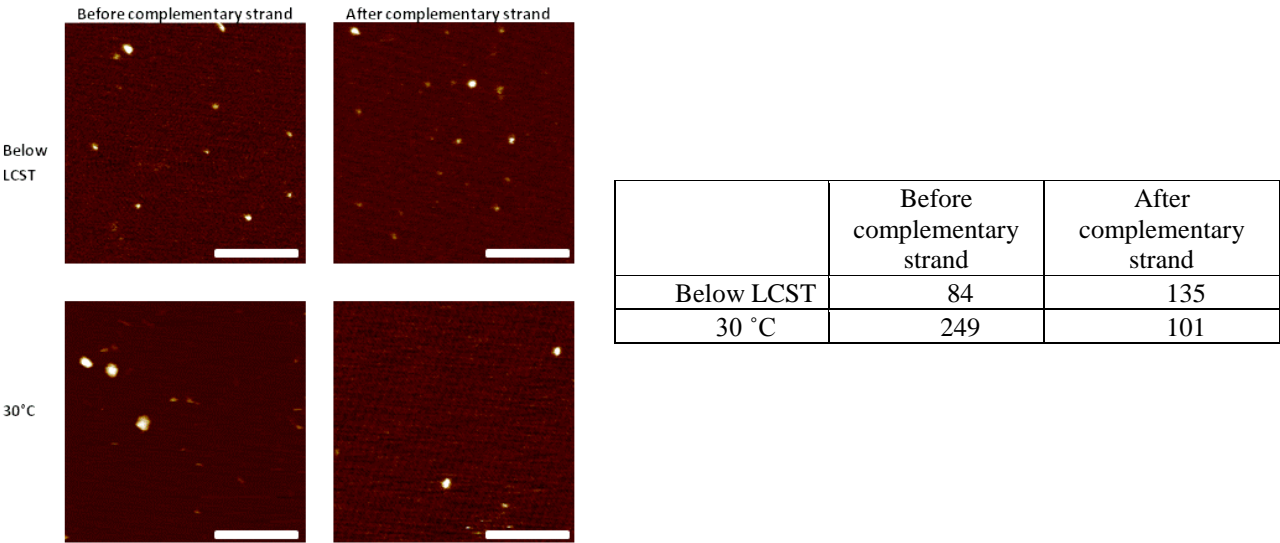 Before complementary strand
After complementary strand
Below
LCST
30°C
Before
complementary
strand
After
complementary
strand
Below LCST 84 135
30 ˚C 249 101